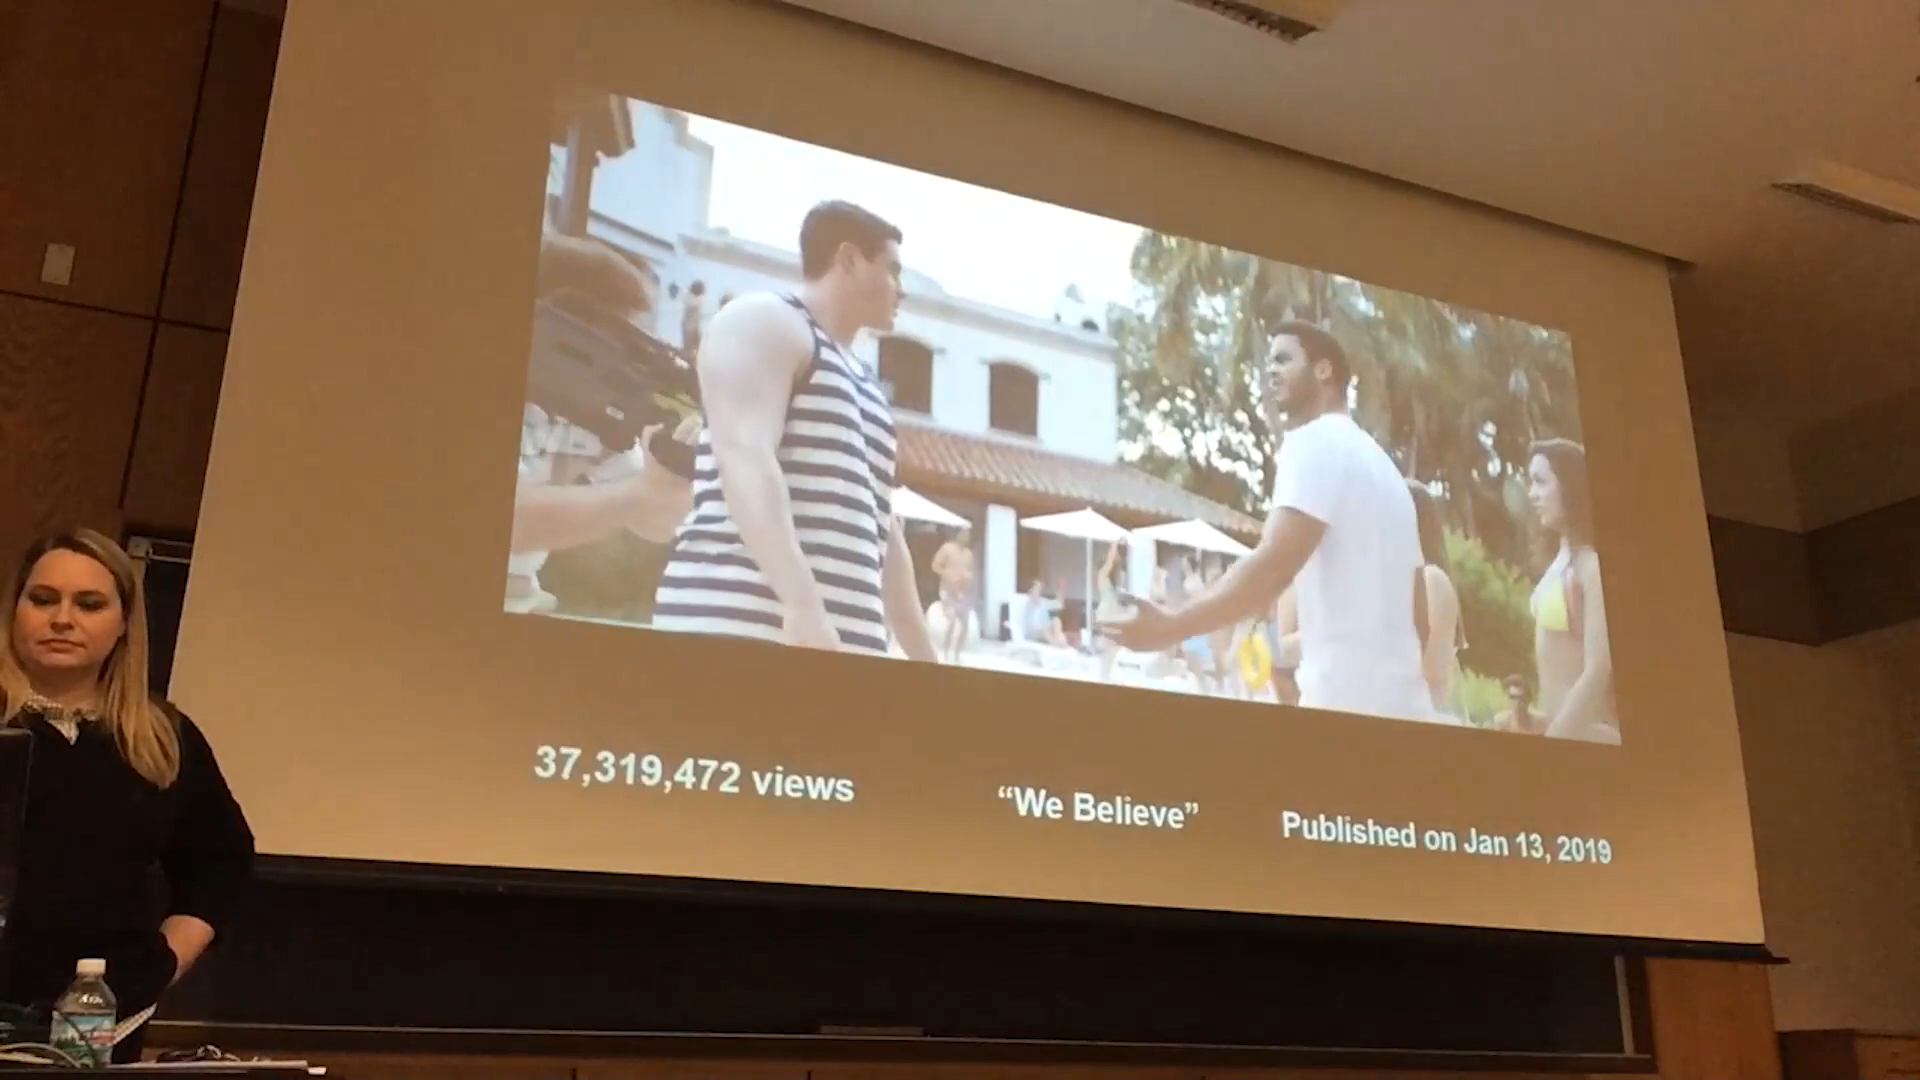 37,319,472 views
“We Believe”
Published on Jan 13, 2019